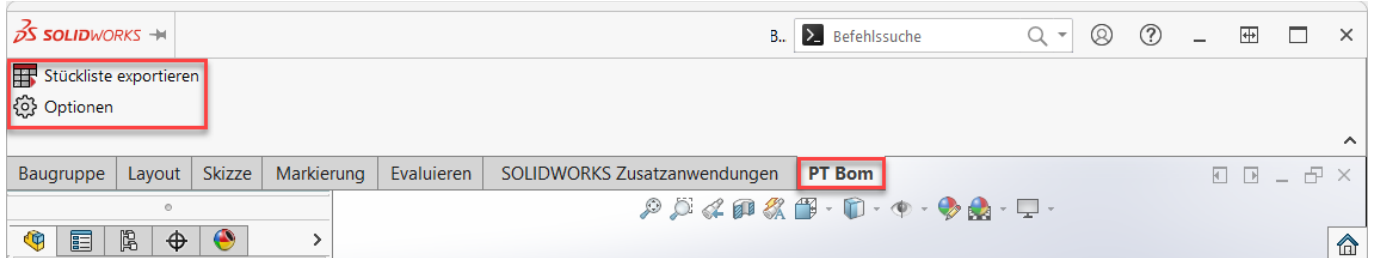 SOLIDWORKS
B.. Befehlssuche
Stückliste exportieren
Optionen
Baugruppe Layout Skizze Markierung Evaluieren SOLIDWORKS Zusatzanwendungen PT Bom